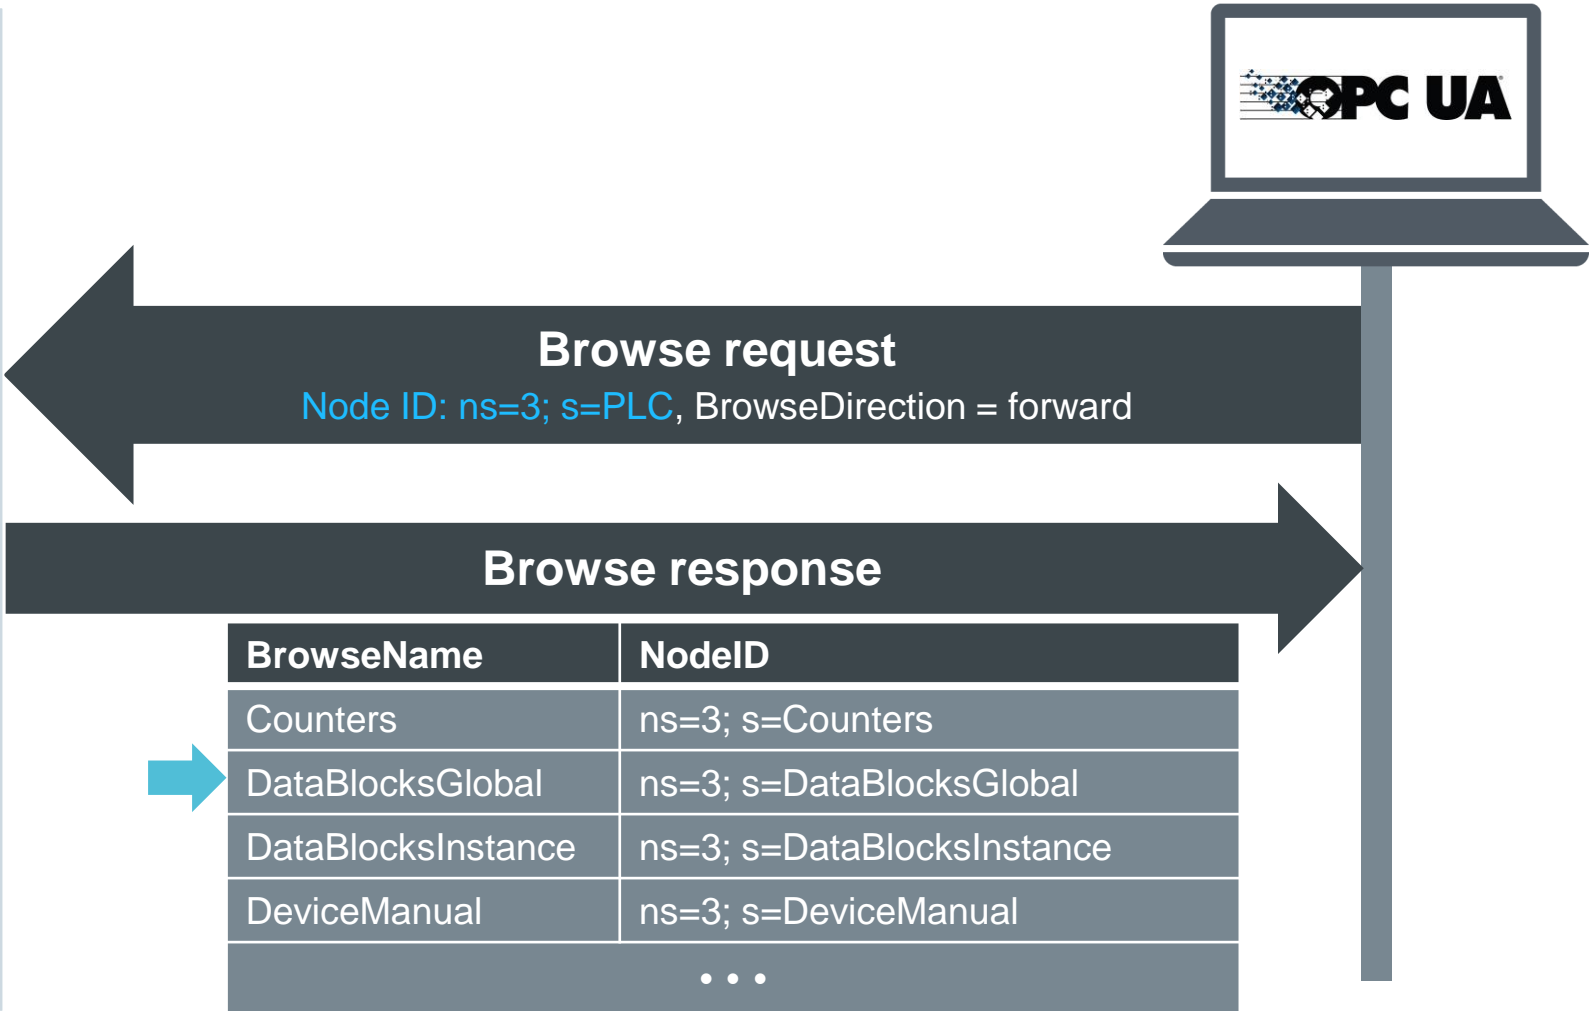 OPC UA
Browse request
Node ID: ns=3; s=PLC, BrowseDirection = forward
Browse response
BrowseName NodeID
Counters ns=3; s=Counters
DataBlocksGlobal ns=3; s=DataBlocksGlobal
DataBlocksInstance ns=3; s=DataBlocksInstance
DeviceManual ns=3; s=DeviceManual
• • •